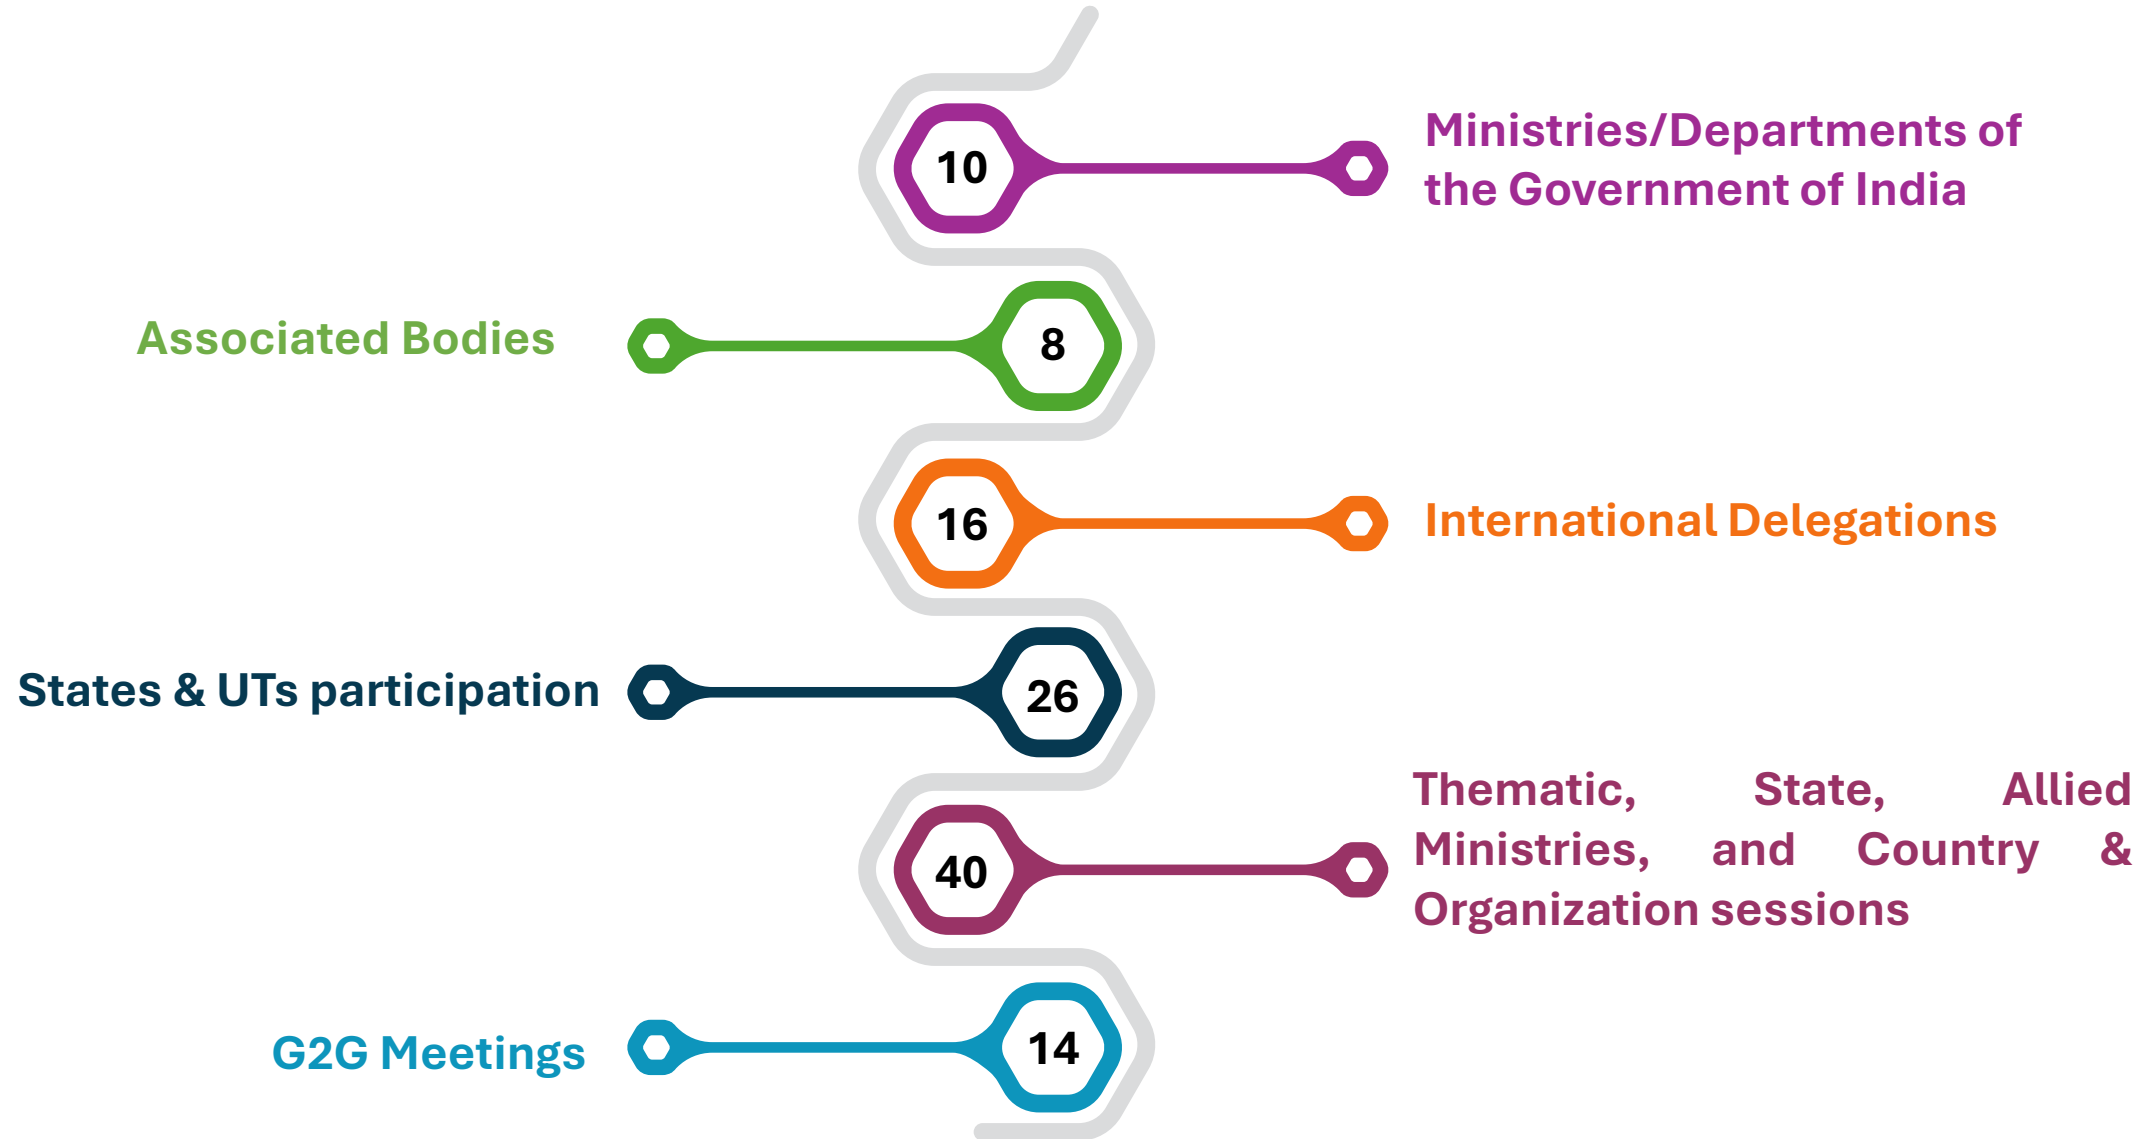 10
Ministries/Departments of
the Government of India
Associated Bodies
8
16
International Delegations
States & UTs participation
26
40
Thematic, State, Allied
Ministries, and Country &
Organization sessions
G2G Meetings
14